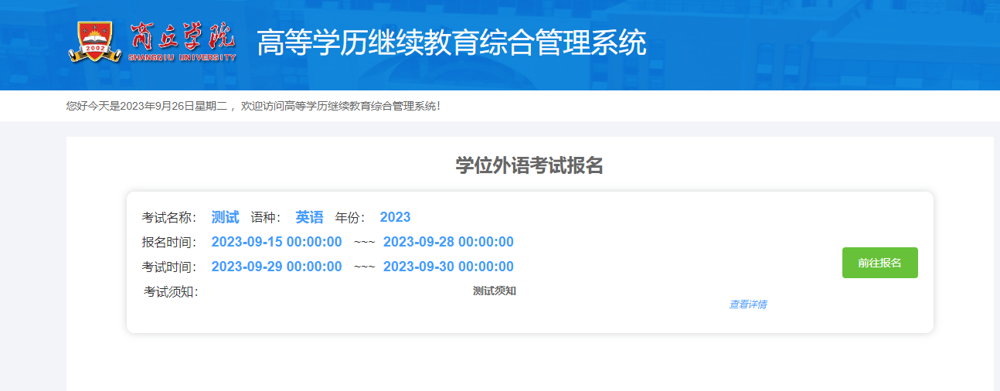 2002
商丘学院
SHANGQIU UNIVERSITY
高等学历继续教育综合管理系统
您好今天是2023年9月26日星期二 ，欢迎访问高等学历继续教育综合管理系统！
学位外语考试报名
考试名称： 测试 语种： 英语 年份： 2023
报名时间： 2023-09-15 00:00:00 ~~~ 2023-09-28 00:00:00
考试时间： 2023-09-29 00:00:00 ~~~ 2023-09-30 00:00:00
前往报名
考试须知： 测试须知
查看详情